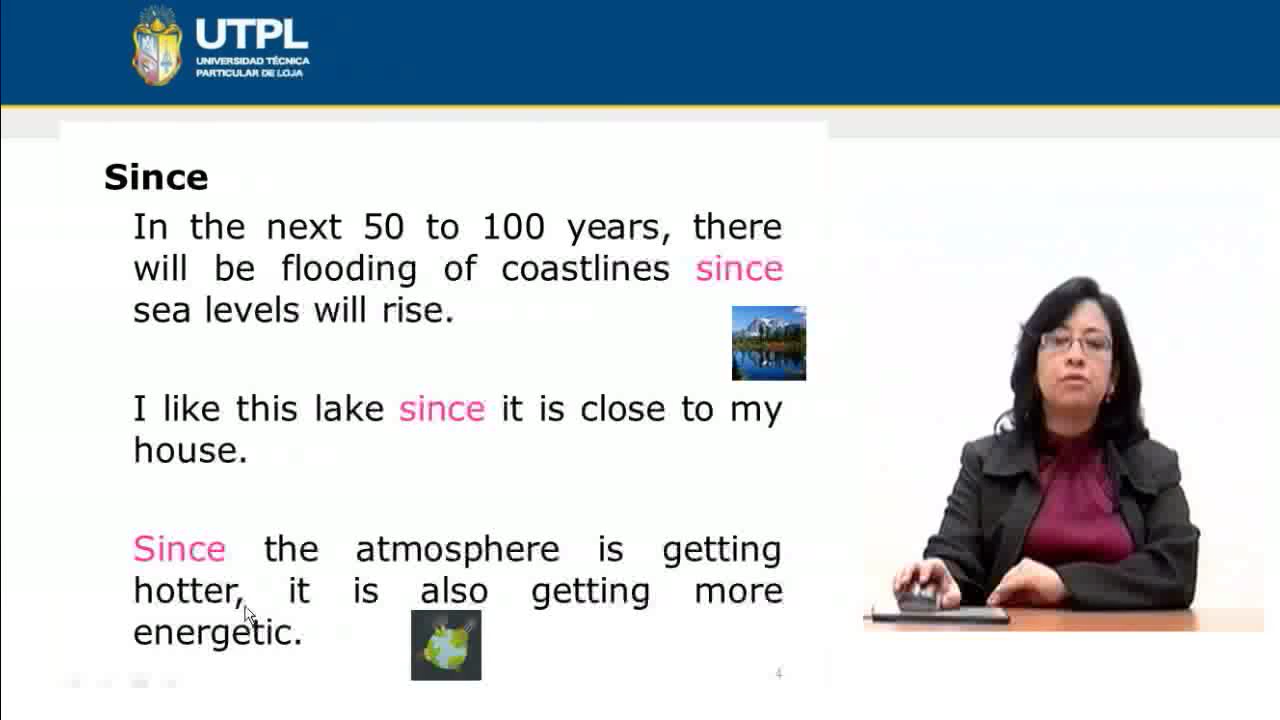 UTPL
UNIVERSIDAD TÉCNICA
PARTICULAR DE LOJA
Since
In the next 50 to 100 years, there
will be flooding of coastlines since
sea levels will rise.
I like this lake since it is close to my
house.
Since the atmosphere is getting
hotter, it is also getting more
energetic.
4